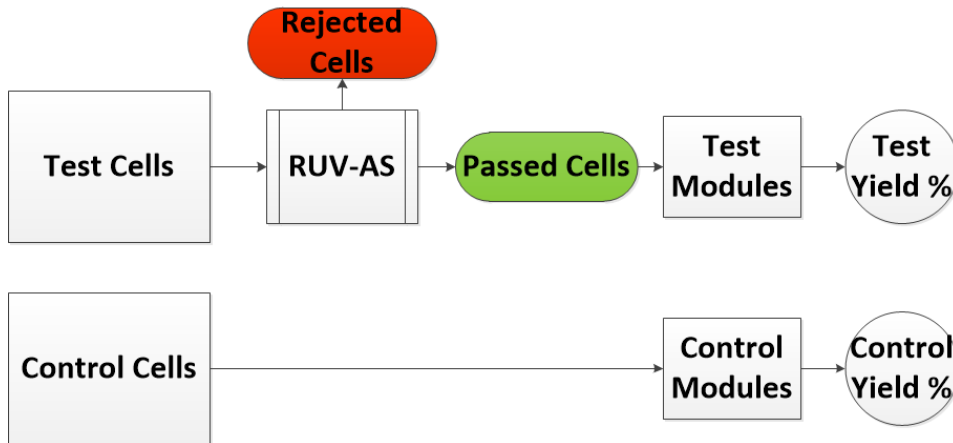 Rejected
Cells
Test Cells
RUV-AS
Passed Cells
Test
Modules
Test
Yield %
Control Cells
Control
Modules
Control
Yield %